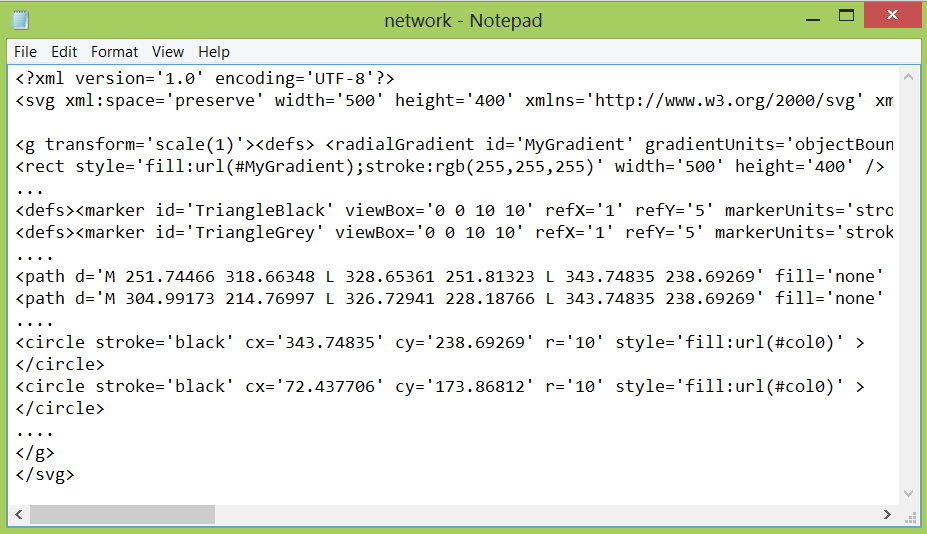 network - Notepad
File Edit Format View Help
<?xml version='1.0' encoding='UTF-8'?>
<svg xml:space='preserve' width='500' height='400' xmlns='http://www.w3.org/2000/svg' xm
<g transform='scale(1)'><defs> <radialGradient id='MyGradient' gradientUnits='objectBoun
<rect style='fill:url(#MyGradient);stroke:rgb(255,255,255)' width='500' height='400' />
...
<defs><marker id='TriangleBlack' viewBox='0 0 10 10' refX='1' refY='5' markerUnits='stro
<defs><marker id='TriangleGrey' viewBox='0 0 10 10' refX='1' refY='5' markerUnits='strok
....
<path d='M 251.74466 318.66348 L 328.65361 251.81323 L 343.74835 238.69269' fill='none'
<path d='M 304.99173 214.76997 L 326.72941 228.18766 L 343.74835 238.69269' fill='none'
....
<circle stroke='black' cx='343.74835' cy='238.69269' r='10' style='fill:url(#col0)' >
</circle>
<circle stroke='black' cx='72.437706' cy='173.86812' r='10' style='fill:url(#col0)' >
</circle>
....
</g>
</svg>